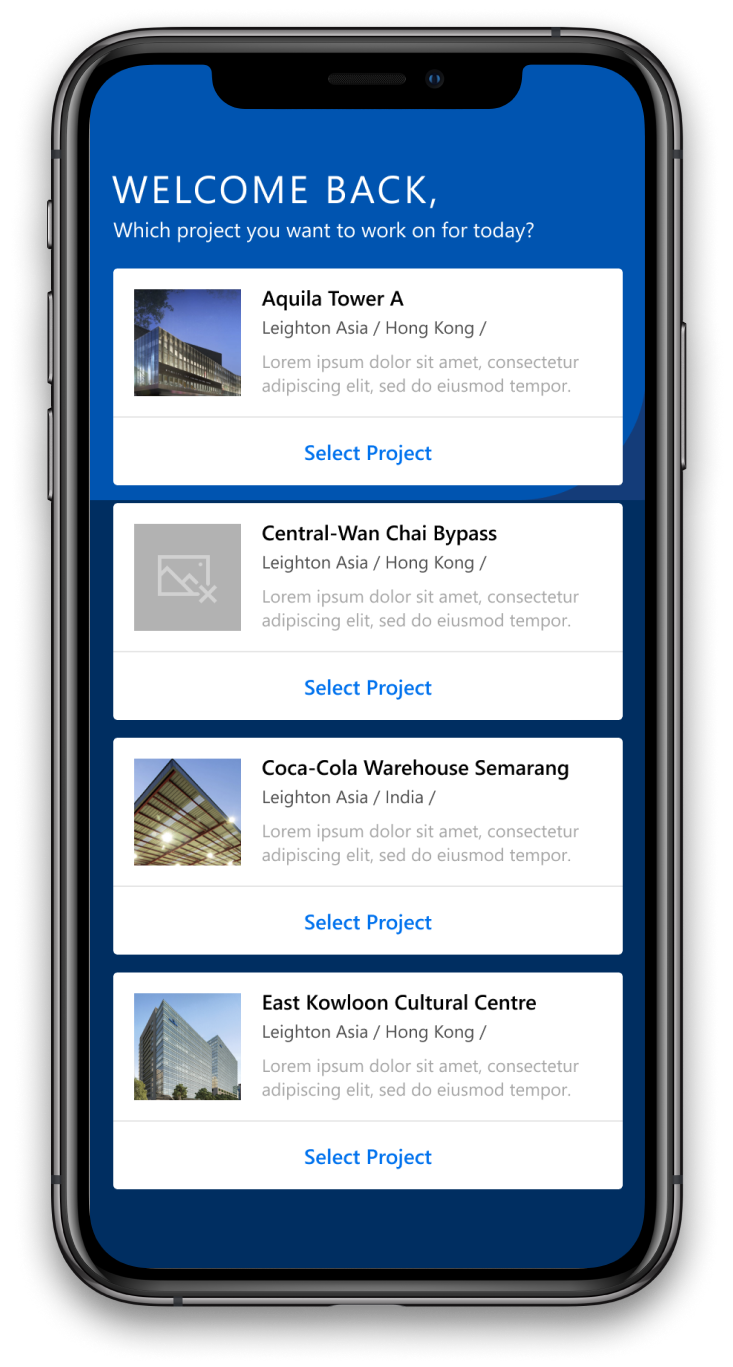 WELCOME BACK,
Which project you want to work on for today?
Aquila Tower A
Leighton Asia / Hong Kong /
Lorem ipsum dolor sit amet, consectetur
adipiscing elit, sed do eiusmod tempor.
Select Project
Central-Wan Chai Bypass
Leighton Asia / Hong Kong /
Lorem ipsum dolor sit amet, consectetur
adipiscing elit, sed do eiusmod tempor.
Select Project
Coca-Cola Warehouse Semarang
Leighton Asia / India /
Lorem ipsum dolor sit amet, consectetur
adipiscing elit, sed do eiusmod tempor.
Select Project
East Kowloon Cultural Centre
Leighton Asia / Hong Kong /
Lorem ipsum dolor sit amet, consectetur
adipiscing elit, sed do eiusmod tempor.
Select Project